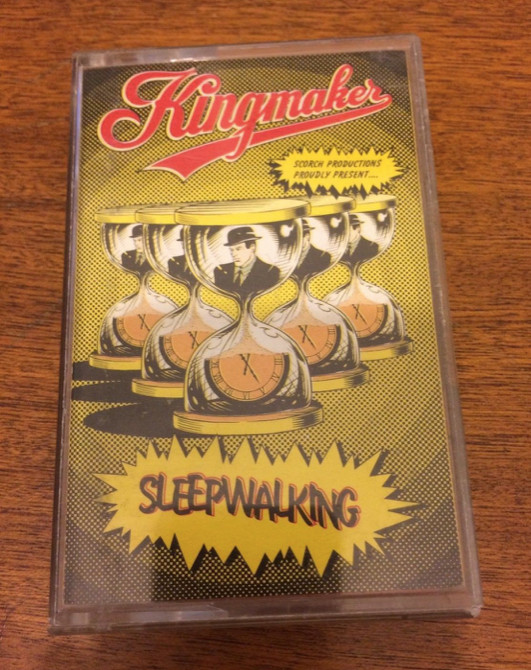 Kingmaker
SCORCH PRODUCTIONS
PROUDLY PRESENT....
SLEEPWALKING